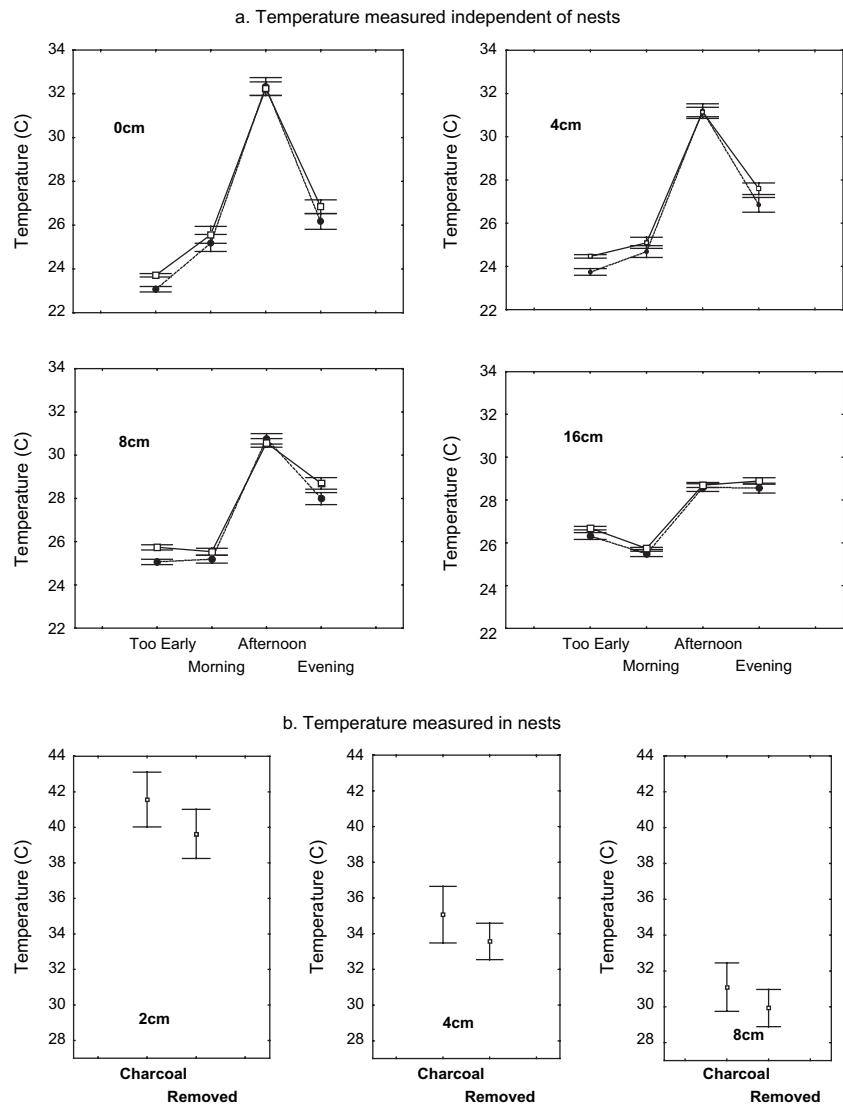 a. Temperature measured independent of nests
34
32
30
28
26
24
22
Temperature (C)
0cm
34
32
30
28
26
24
22
Temperature (C)
4cm
34
32
30
28
26
24
22
Temperature (C)
8cm
Too Early Afternoon
Morning Evening
34
32
30
28
26
24
22
Temperature (C)
16cm
Too Early Afternoon
Morning Evening
b. Temperature measured in nests
44
42
40
38
36
34
32
30
28
Temperature (C)
2cm
Charcoal
Removed
44
42
40
38
36
34
32
30
28
Temperature (C)
4cm
Charcoal
Removed
44
42
40
38
36
34
32
30
28
Temperature (C)
8cm
Charcoal
Removed